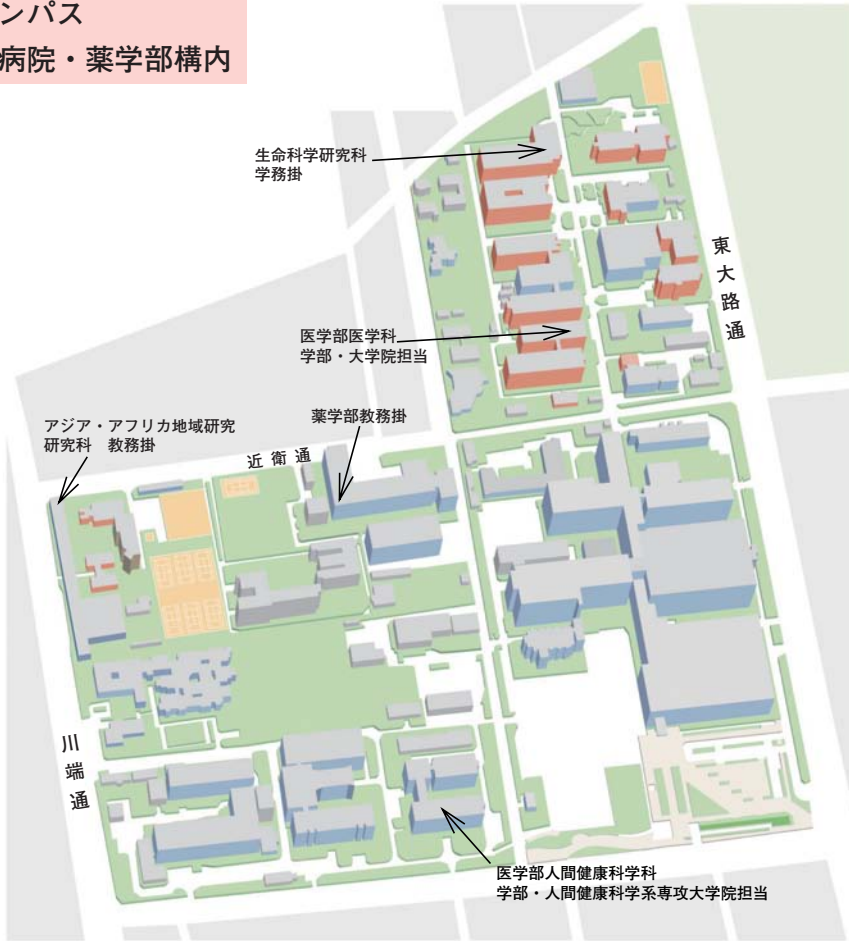 ンパス
病院・薬学部構内
生命科学研究科
学務掛
東大路通
医学部医学科
学部・大学院担当
アジア・アフリカ地域研究
研究科　教務掛
薬学部教務掛
近衛通
川端通
医学部人間健康科学科
学部・人間健康科学系専攻大学院担当